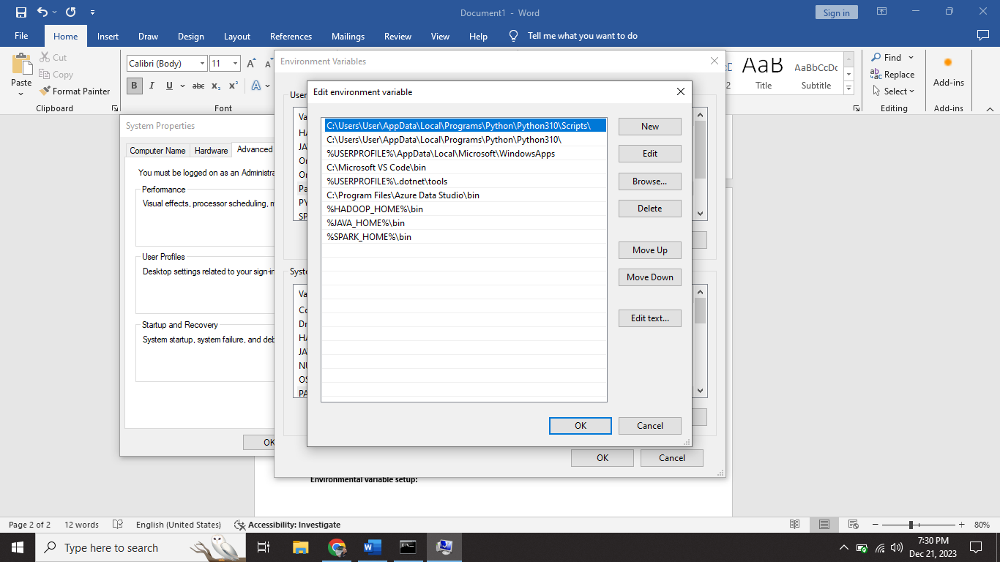 Document1 - Word
Sign in
File Home Insert Draw Design Layout References Mailings Review View Help Tell me what you want to do
Paste
Cut
Copy
Format Painter
Clipboard
Calibri (Body) 11 A A
B I U abc x₂ x² A
Font
2
AaB
Title
AaBbCcDc
Subtitle
Find
Replace
Select
Editing
Add-ins
Add-ins
System Properties
Computer Name Hardware Advanced
You must be logged on as an Administra
Performance
Visual effects, processor scheduling, m
User Profiles
Desktop settings related to your sign-in
Startup and Recovery
System startup, system failure, and deb
OK
Environment Variables
User
Va
HA
JA
On
On
Pa
PY
SP
Syste
Va
Co
Dr
HA
JA
NU
OS
PA
OK Cancel
Edit environment variable
C:\Users\User\AppData\Local\Programs\Python\Python310\Scripts\
C:\Users\User\AppData\Local\Programs\Python\Python310\
%USERPROFILE%\AppData\Local\Microsoft\WindowsApps
C:\Microsoft VS Code\bin
%USERPROFILE%\.dotnet\tools
C:\Program Files\Azure Data Studio\bin
%HADOOP_HOME%\bin
%JAVA_HOME%\bin
%SPARK_HOME%\bin
New
Edit
Browse...
Delete
Move Up
Move Down
Edit text...
OK Cancel
Environmental variable setup:
Page 2 of 2 12 words English (United States) Accessibility: Investigate 80%
Type here to search
7:30 PM
Dec 21, 2023